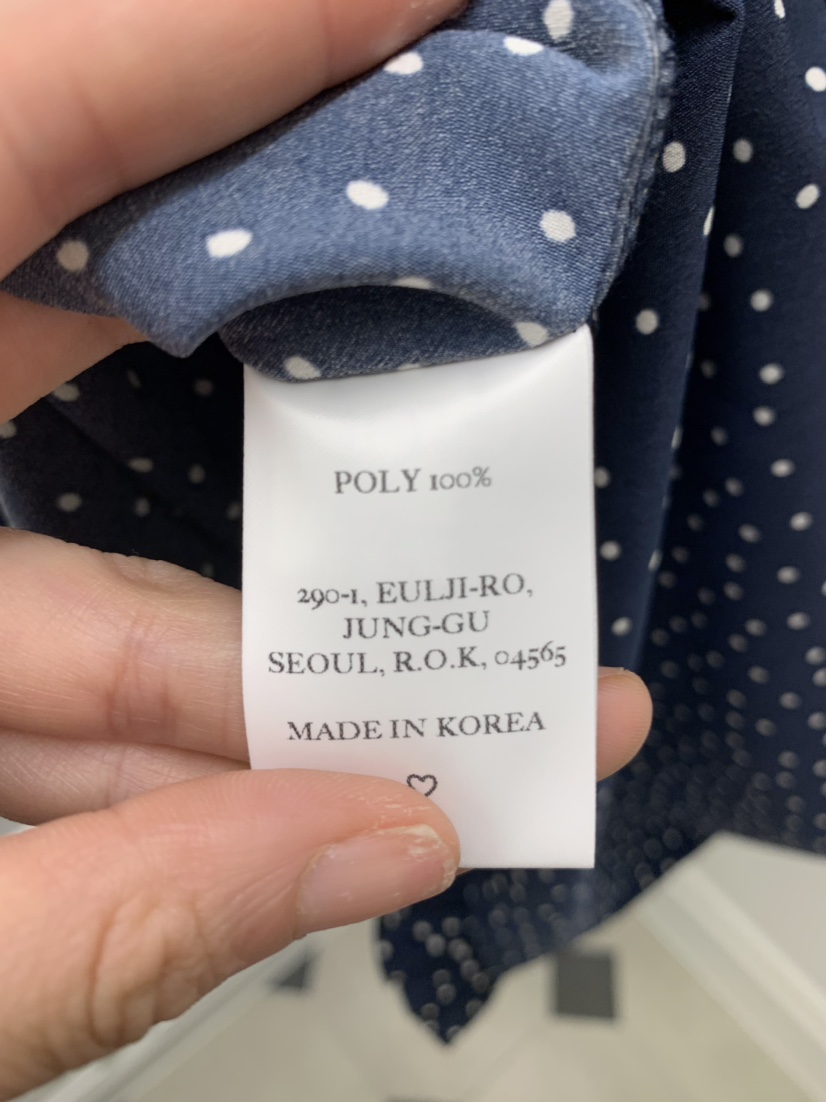 POLY 100%
290-1, EULJI-RO,
JUNG-GU
SEOUL, R.O.K, 04565
MADE IN KOREA